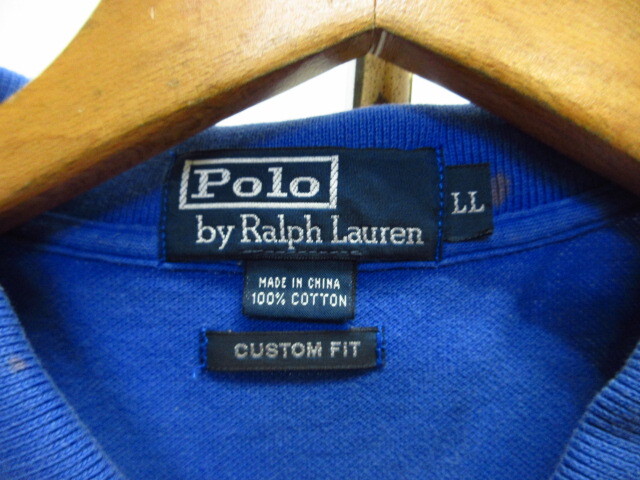 Polo
by Ralph Lauren
LL
MADE IN CHINA
100% COTTON
CUSTOM FIT